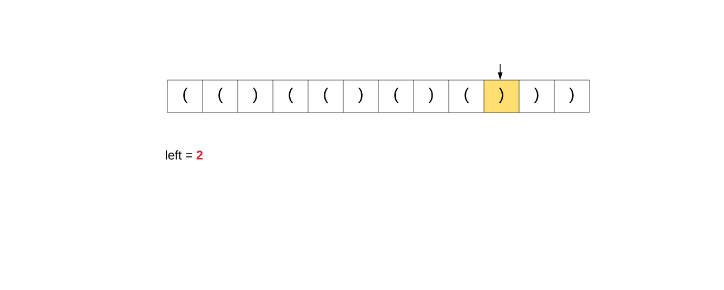 ( ( ) ( ( ) ( ) ( ) ) )
left = 2